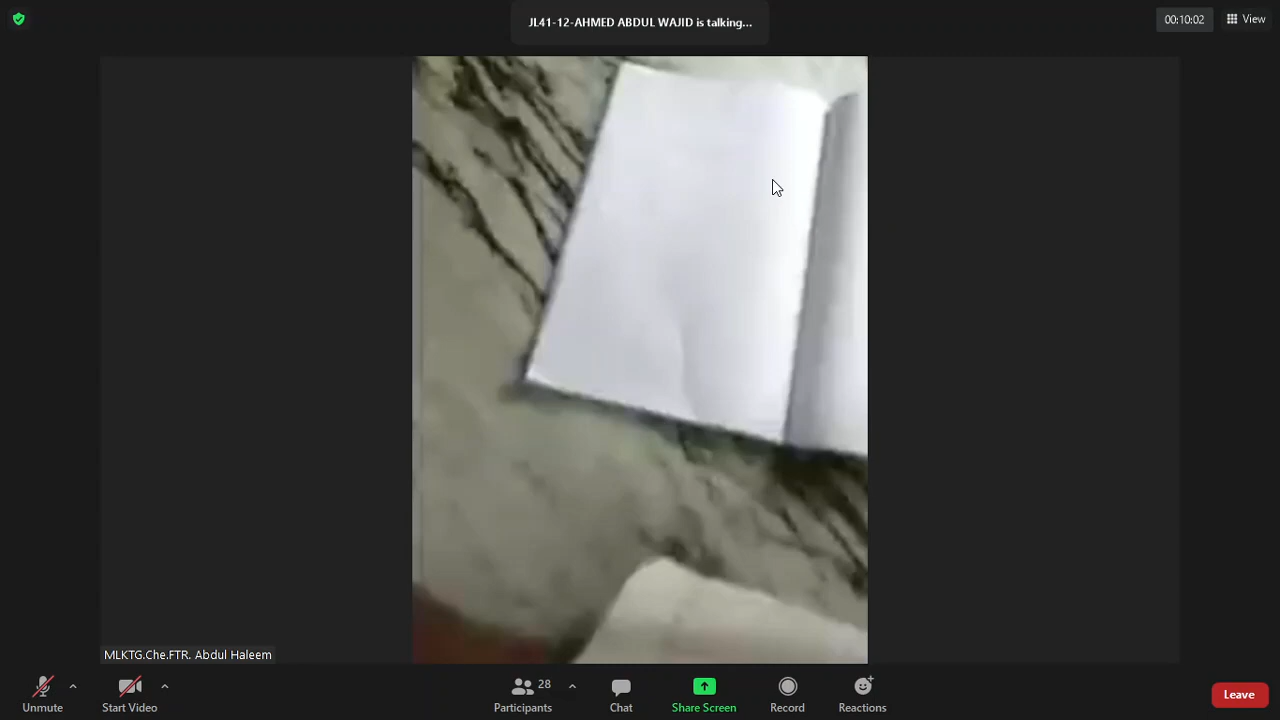 JL41-12-AHMED ABDUL WAJID is talking...
00:10:02
View
MLKTG.Che.FTR. Abdul Haleem
Unmute
Start Video
Participants
28
Chat
Share Screen
Record
Reactions
Leave